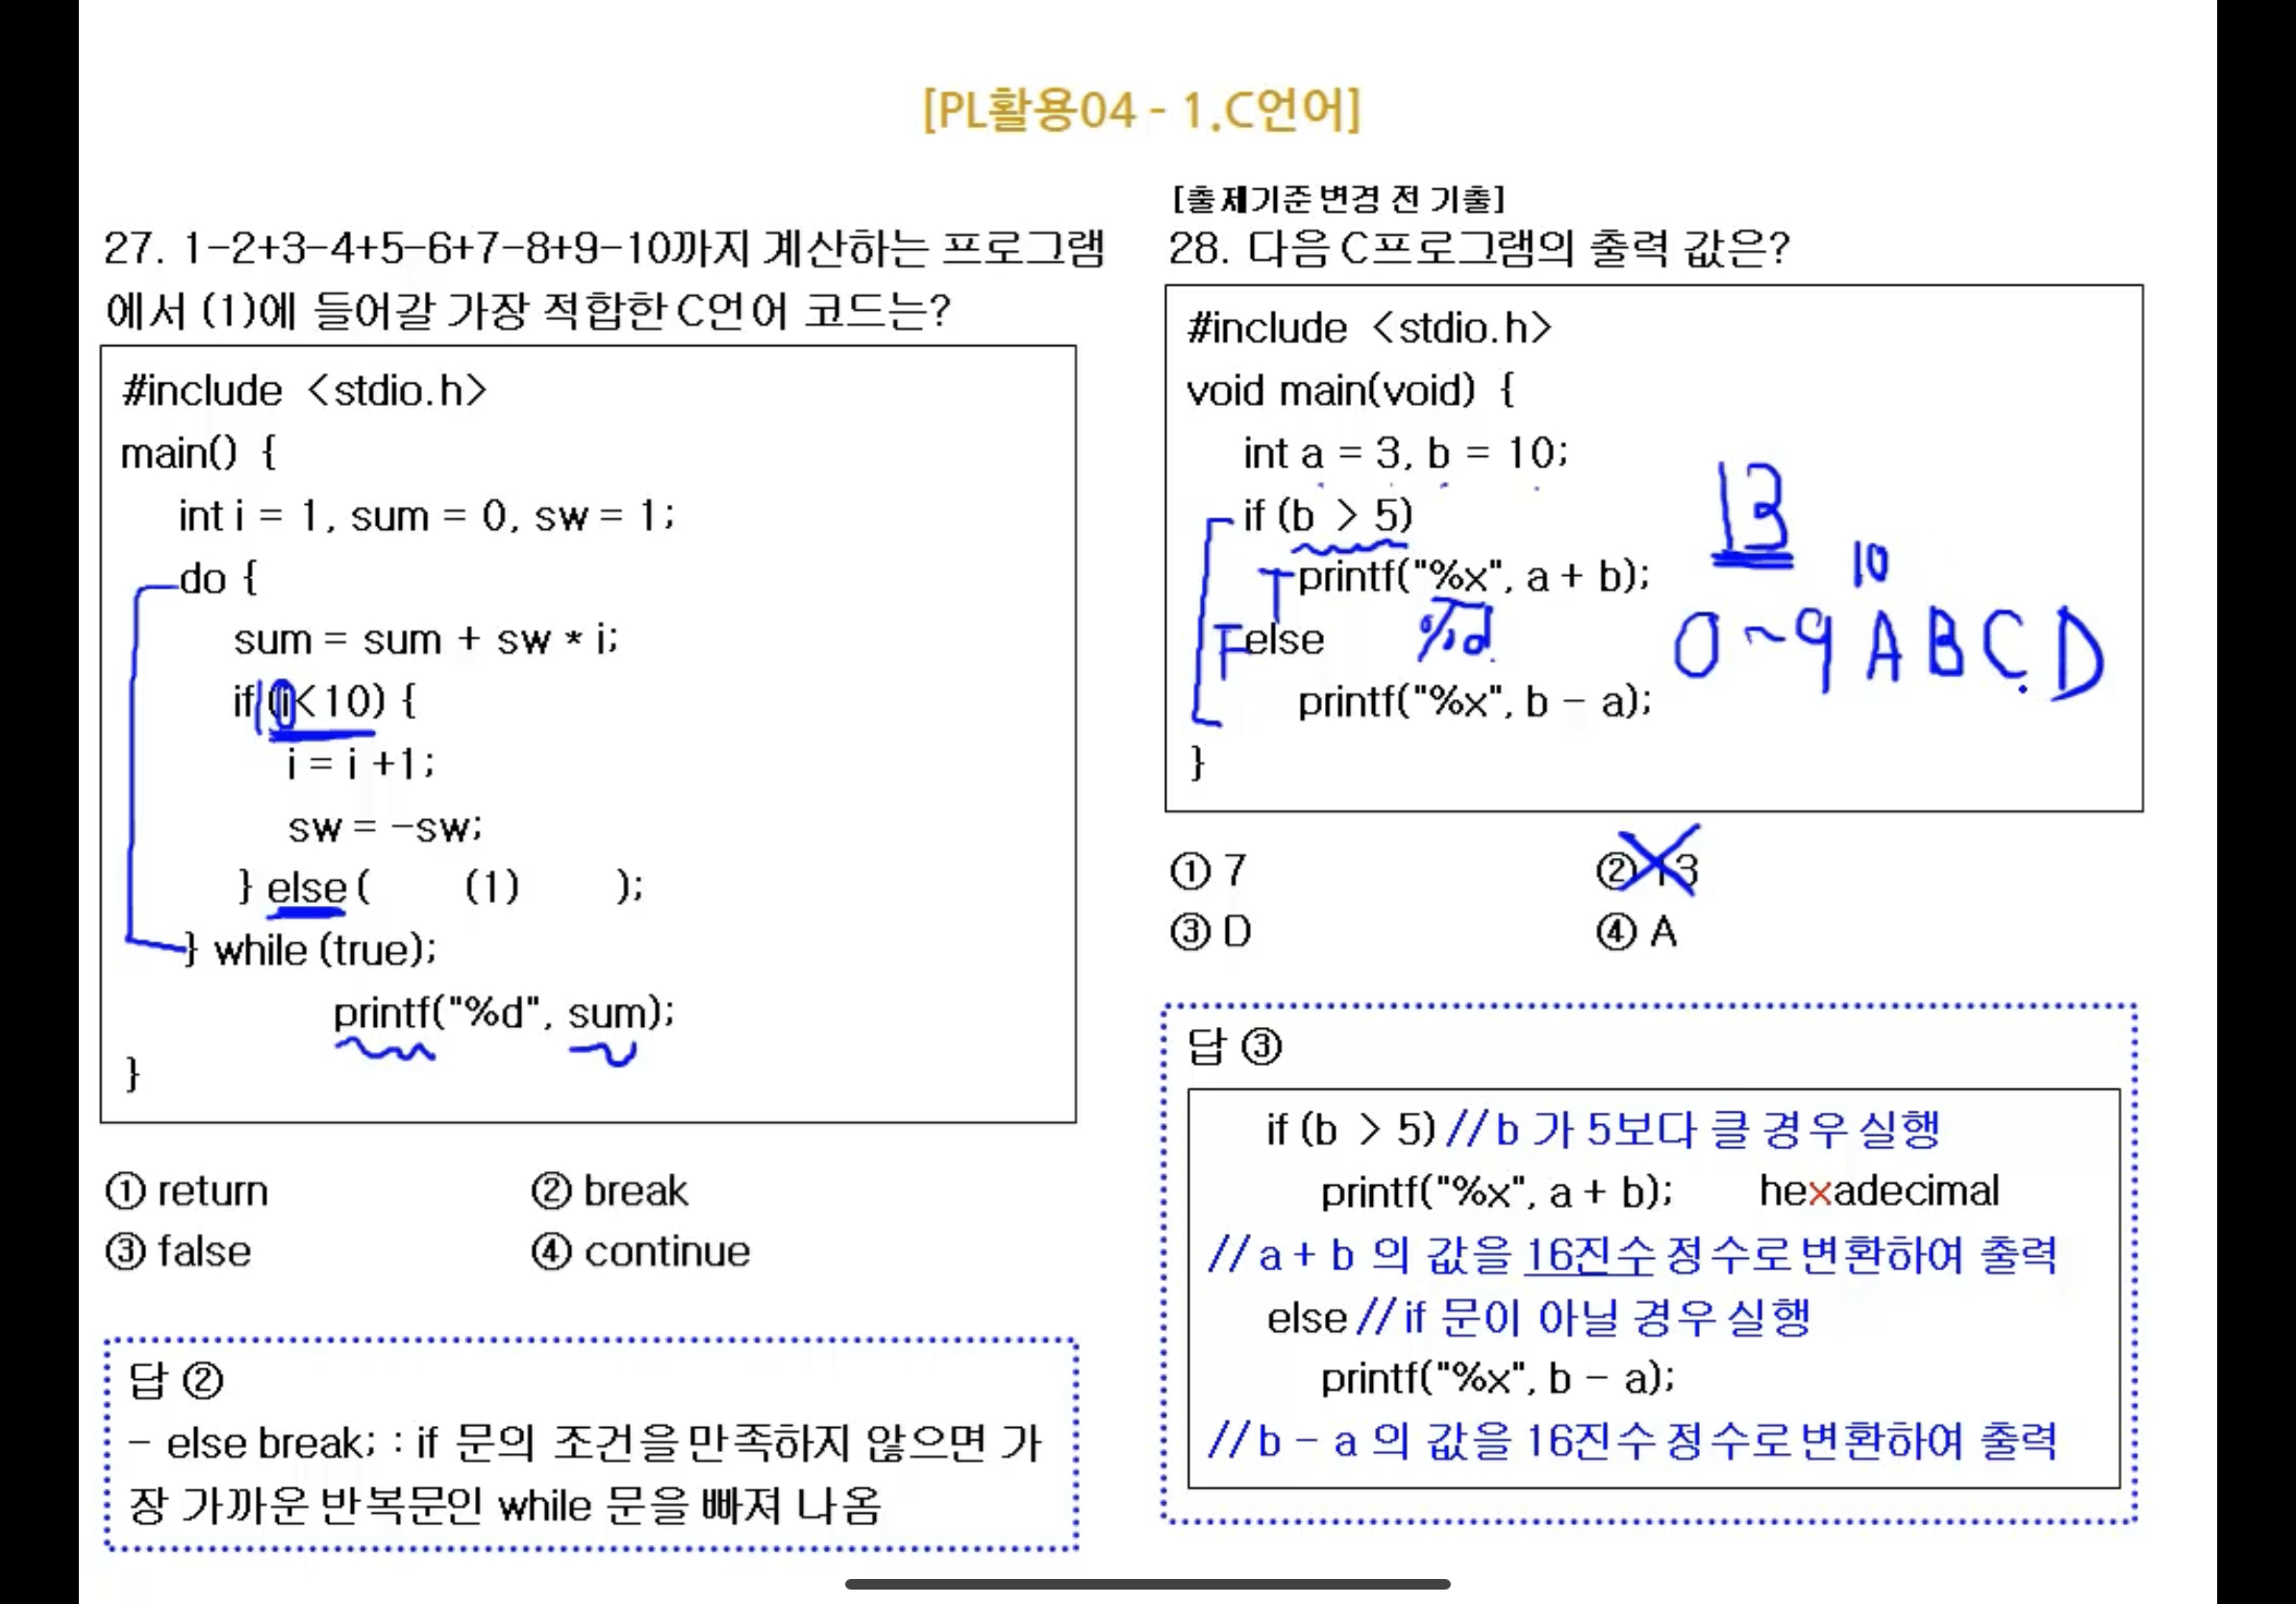 [PL활용04 - 1.C언어]
27. 1-2+3-4+5-6+7-8+9-10까지 계산하는 프로그램
에서 (1)에 들어갈 가장 적합한 C언어 코드는?
#include <stdio.h>
main() {
int i = 1, sum = 0, sw = 1;
do {
sum = sum + sw * i;
if (i<10) {
i = i +1;
sw = -sw;
} else ( (1) );
} while (true);
printf("%d", sum);
}
① return ② break
③ false ④ continue
답 ②
- else break; : if 문의 조건을 만족하지 않으면 가
장 가까운 반복문인 while 문을 빠져 나옴
[출제기준변경 전 기출]
28. 다음 C프로그램의 출력 값은?
#include <stdio.h>
void main(void) {
int a = 3, b = 10;
if (b > 5)
13
T printf("%x", a + b);
10
F else
%d
0~9 A B C D
printf("%x", b - a);
}
① 7 ② 13
③ D ④ A
답 ③
if (b > 5) //b 가 5보다 클 경우 실행
printf("%x", a + b); hexadecimal
//a + b 의 값을 16진수 정수로 변환하여 출력
else // if 문이 아닐 경우 실행
printf("%x", b - a);
//b - a 의 값을 16진수 정수로 변환하여 출력